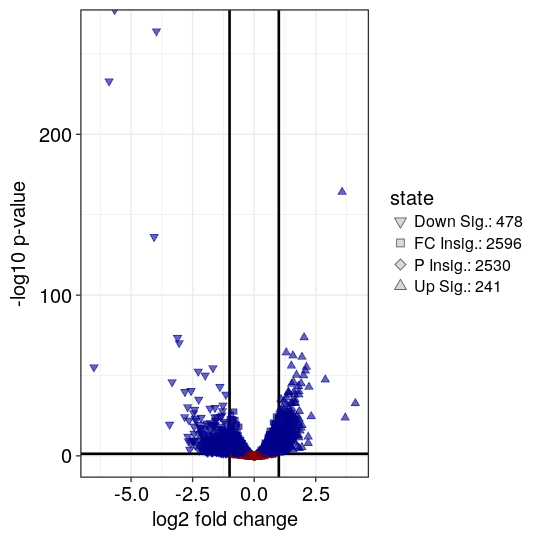 200
100
0
-log10 p-value
-5.0 -2.5 0.0 2.5
log2 fold change
state
Down Sig.: 478
FC Insig.: 2596
P Insig.: 2530
Up Sig.: 241